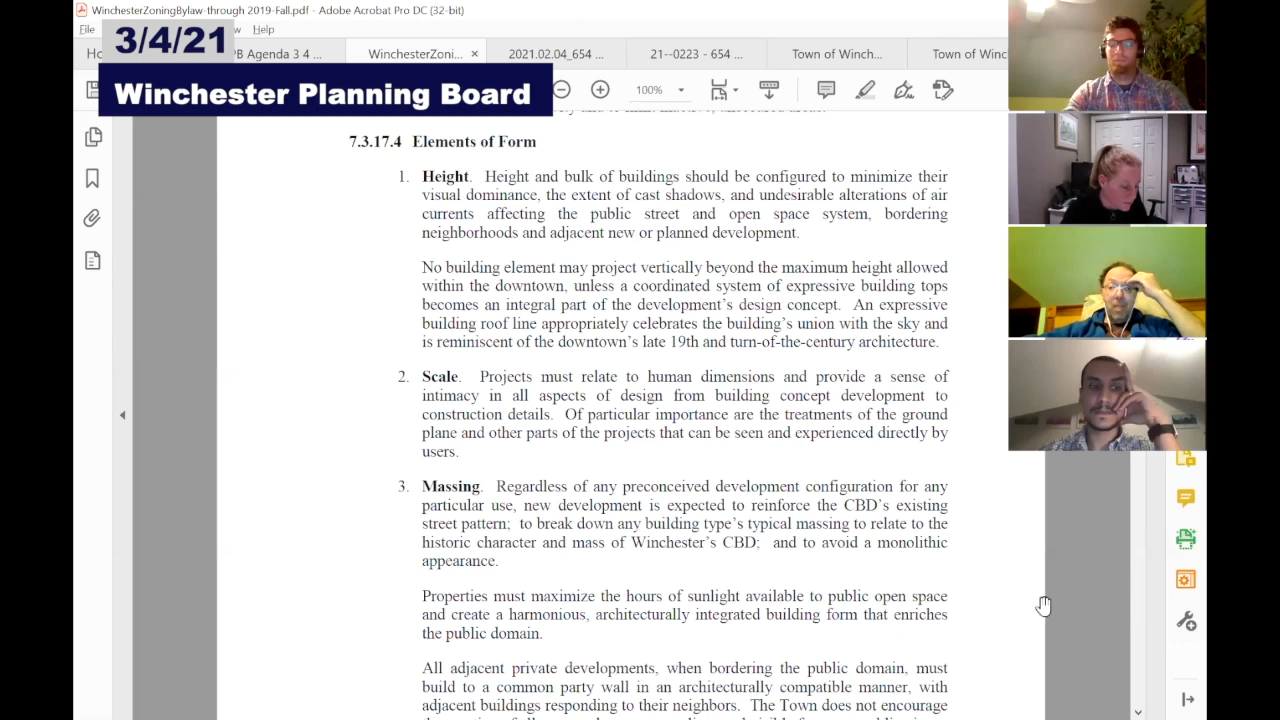 WinchesterZoningBylaw-through 2019-Fall.pdf - Adobe Acrobat Pro DC (32-bit)
File
Help
3/4/21
B Agenda 3 4 ...
WinchesterZoni... ×
2021.02.04_654 ...
21--0223 - 654 ...
Town of Winch...
Town of Winc
Winchester Planning Board
100%
7.3.17.4 Elements of Form
1. Height. Height and bulk of buildings should be configured to minimize their
visual dominance, the extent of cast shadows, and undesirable alterations of air
currents affecting the public street and open space system, bordering
neighborhoods and adjacent new or planned development.
No building element may project vertically beyond the maximum height allowed
within the downtown, unless a coordinated system of expressive building tops
becomes an integral part of the development's design concept. An expressive
building roof line appropriately celebrates the building's union with the sky and
is reminiscent of the downtown's late 19th and turn-of-the-century architecture.
2. Scale. Projects must relate to human dimensions and provide a sense of
intimacy in all aspects of design from building concept development to
construction details. Of particular importance are the treatments of the ground
plane and other parts of the projects that can be seen and experienced directly by
users.
3. Massing. Regardless of any preconceived development configuration for any
particular use, new development is expected to reinforce the CBD's existing
street pattern; to break down any building type's typical massing to relate to the
historic character and mass of Winchester's CBD; and to avoid a monolithic
appearance.
Properties must maximize the hours of sunlight available to public open space
and create a harmonious, architecturally integrated building form that enriches
the public domain.
All adjacent private developments, when bordering the public domain, must
build to a common party wall in an architecturally compatible manner, with
adjacent buildings responding to their neighbors. The Town does not encourage